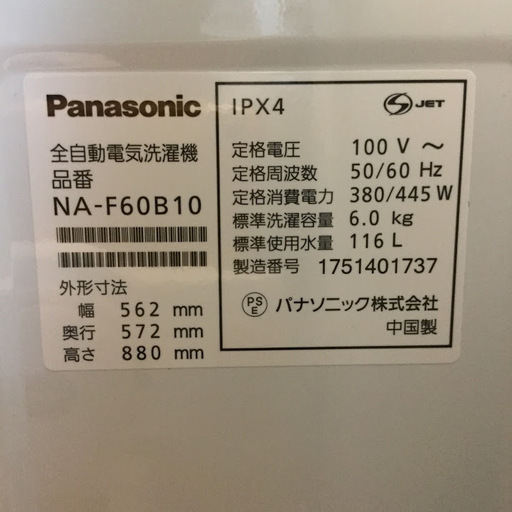 Panasonic
全自動電気洗濯機
品番
NA-F60B10
外形寸法
幅 562 mm
奥行 572 mm
高さ 880 mm
IPX4
S JET
定格電圧 100 V ～
定格周波数 50/60 Hz
定格消費電力 380/445 W
標準洗濯容量 6.0 kg
標準使用水量 116 L
製造番号 1751401737
PSE パナソニック株式会社
中国製